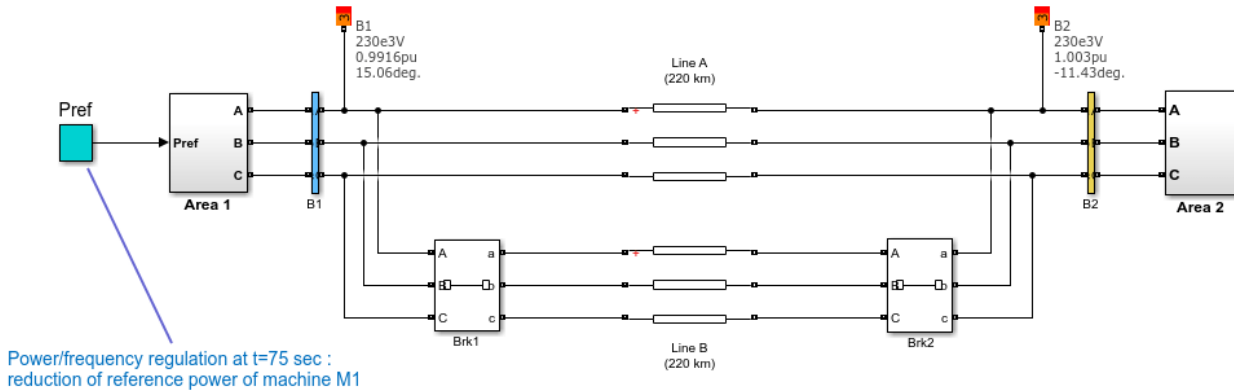 3
B1
230e3V
0.9916pu
15.06deg.
3
B2
230e3V
1.003pu
-11.43deg.
Line A
(220 km)
Pref
Pref
A
B
C
Area 1
B1
A
B
C
Area 2
B2
A
B
C
a
b
c
Brk1
A
B
C
a
b
c
Brk2
Line B
(220 km)
Power/frequency regulation at t=75 sec :
reduction of reference power of machine M1